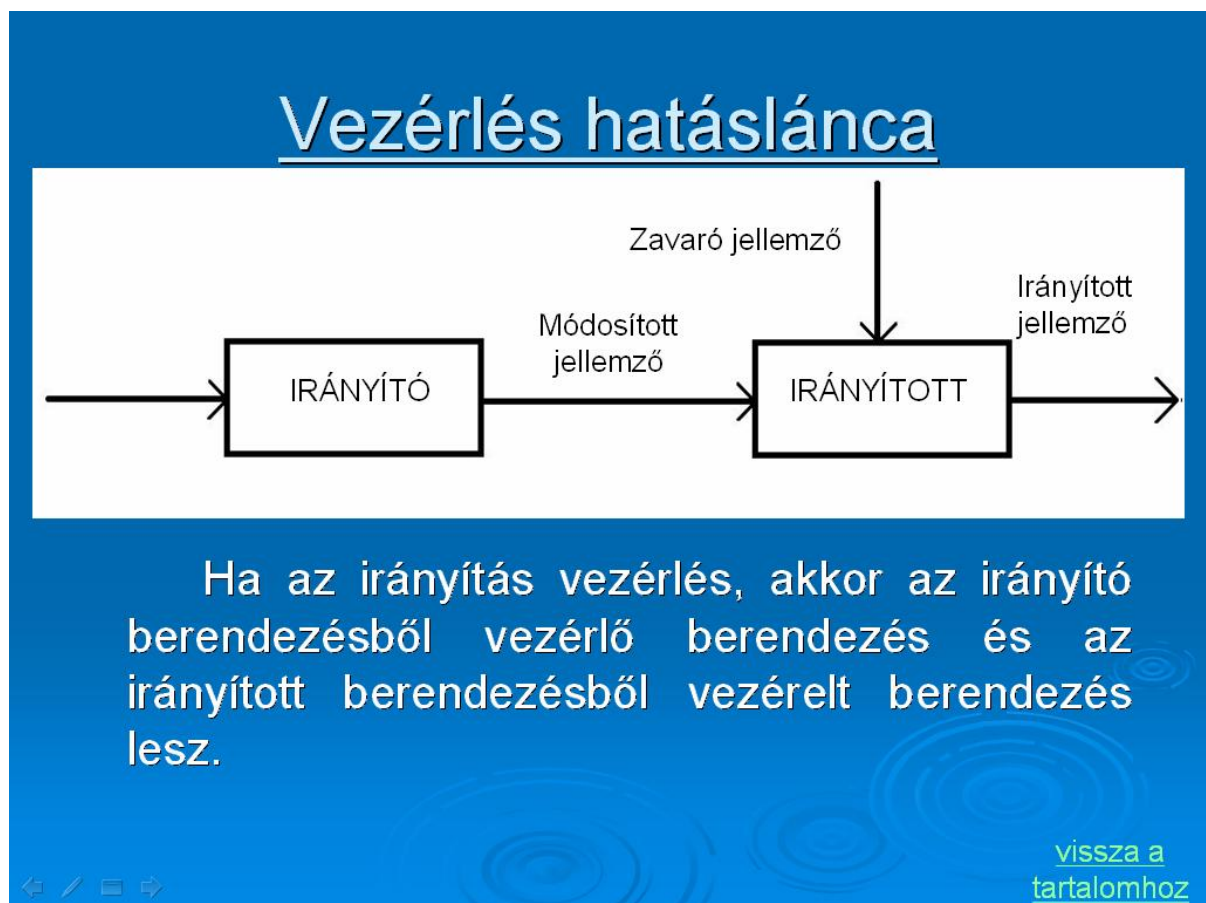 Vezérlés hatáslánca
Zavaró jellemző
Irányított
jellemző
Módosított
jellemző
IRÁNYÍTÓ
IRÁNYÍTOTT
Ha az irányítás vezérlés, akkor az irányító
berendezésből vezérlő berendezés és az
irányított berendezésből vezérelt berendezés
lesz.
vissza a
tartalomhoz